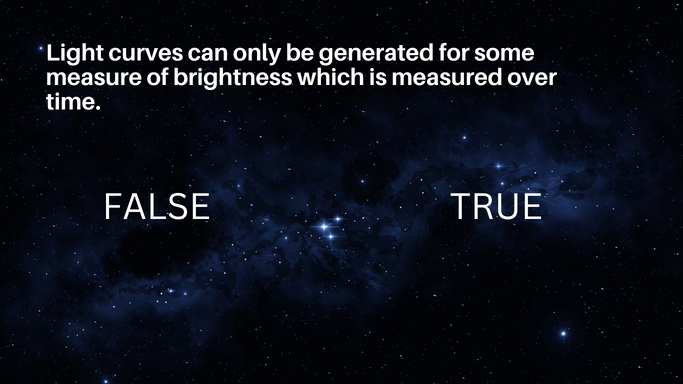 Light curves can only be generated for some
measure of brightness which is measured over
time.
FALSE
TRUE